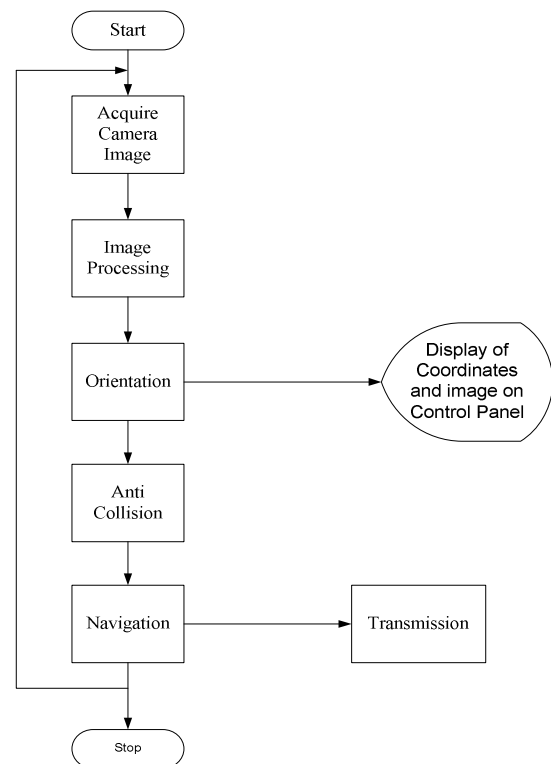 Start
Acquire
Camera
Image
Image
Processing
Orientation
Display of
Coordinates
and image on
Control Panel
Anti
Collision
Navigation
Transmission
Stop